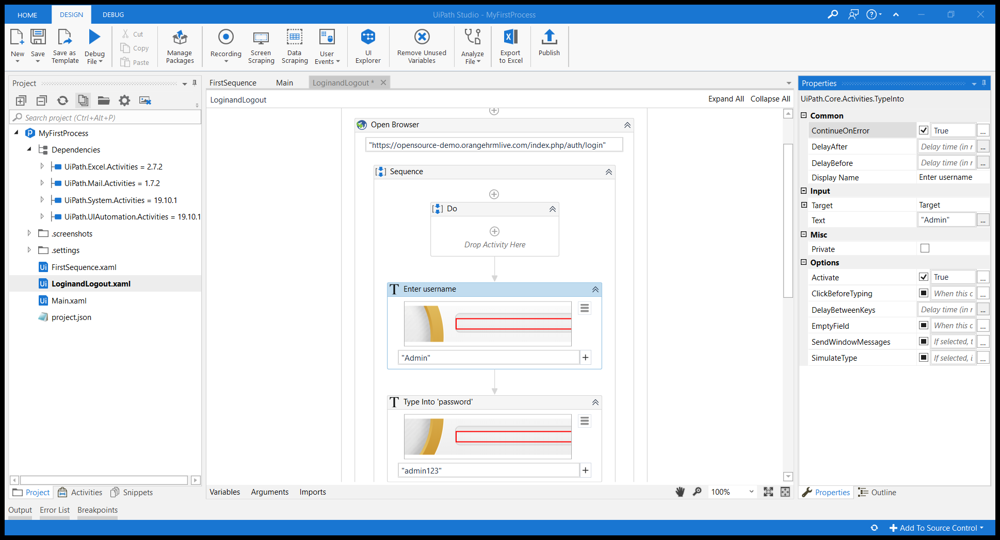 HOME DESIGN DEBUG UiPath Studio - MyFirstProcess
New Save Save as Template Debug File Cut Copy Paste Manage Packages Recording Screen Scraping Data Scraping User Events UI Explorer Remove Unused Variables Analyze File Export to Excel Publish
Project
Search project (Ctrl+Alt+P)
MyFirstProcess
Dependencies
UiPath.Excel.Activities = 2.7.2
UiPath.Mail.Activities = 1.7.2
UiPath.System.Activities = 19.10.1
UiPath.UIAutomation.Activities = 19.10.1
.screenshots
.settings
Ui FirstSequence.xaml
Ui LoginandLogout.xaml
Ui Main.xaml
project.json
Project Activities Snippets
FirstSequence Main LoginandLogout *
LoginandLogout Expand All Collapse All
Open Browser
"https://opensource-demo.orangehrmlive.com/index.php/auth/login"
Sequence
Do
Drop Activity Here
T Enter username
"Admin"
T Type Into 'password'
"admin123"
Variables Arguments Imports 100%
Properties
UiPath.Core.Activities.TypeInto
Common
ContinueOnError True ...
DelayAfter Delay time (in r ...
DelayBefore Delay time (in r ...
Display Name Enter username
Input
Target Target
Text "Admin" ...
Misc
Private
Options
Activate True ...
ClickBeforeTyping When this c ...
DelayBetweenKeys Delay time (in r ...
EmptyField When this c ...
SendWindowMessages If selected, t ...
SimulateType If selected, i ...
Properties Outline
Output Error List Breakpoints
Add To Source Control